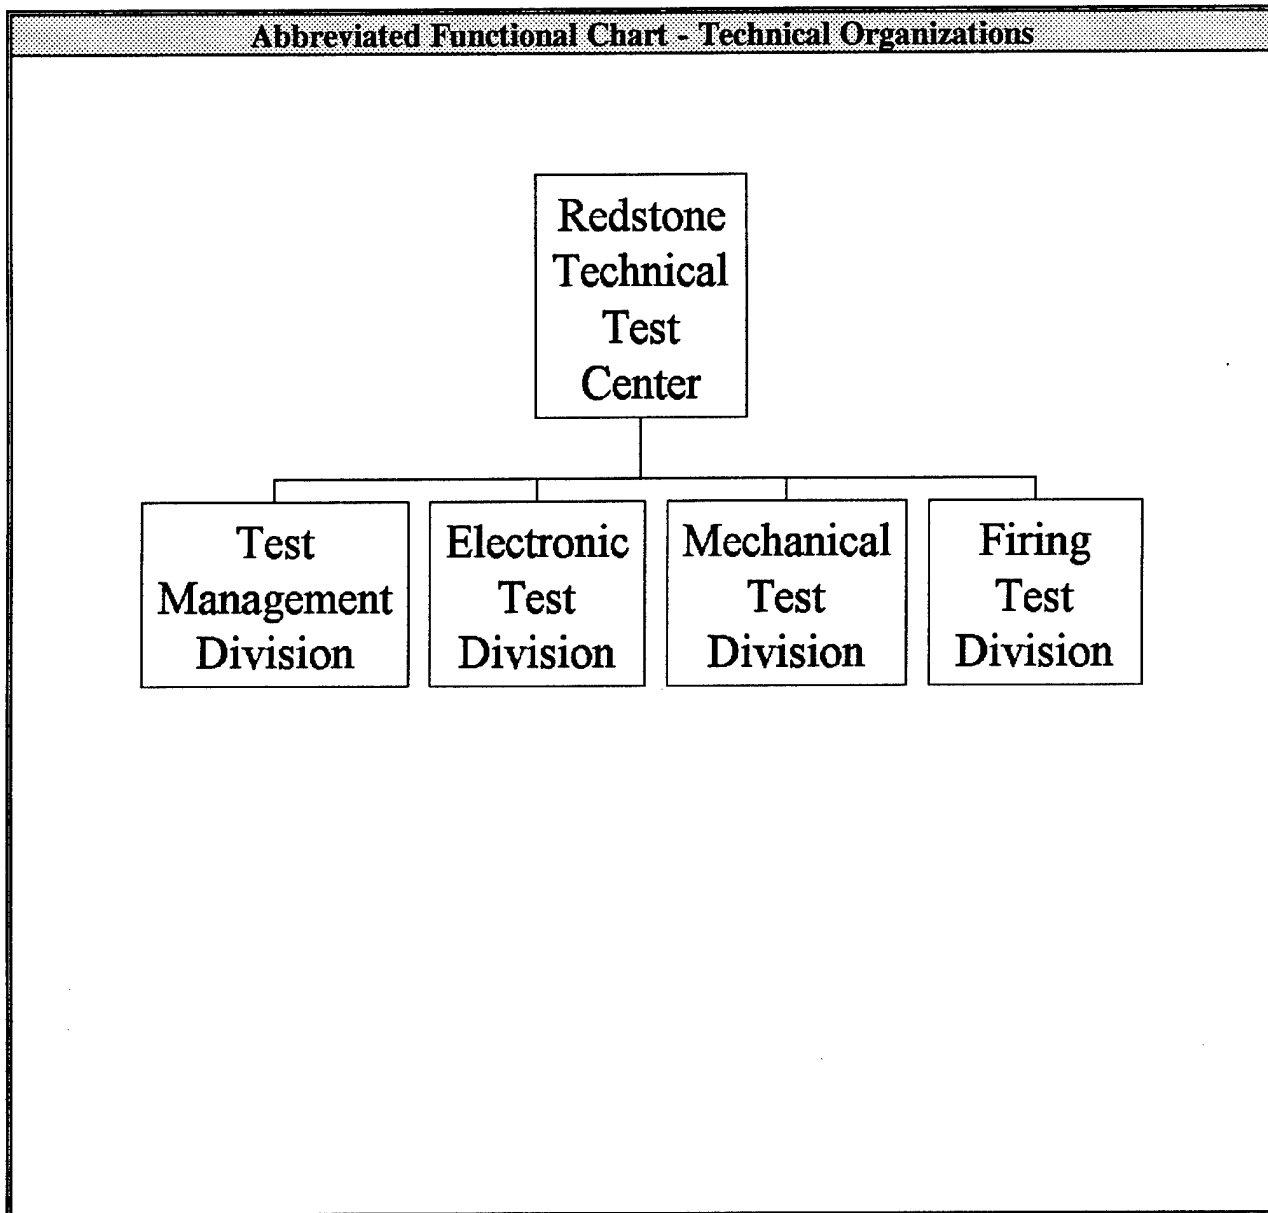 Abbreviated Functional Chart - Technical Organizations
Redstone
Technical
Test
Center
Test
Management
Division
Electronic
Test
Division
Mechanical
Test
Division
Firing
Test
Division